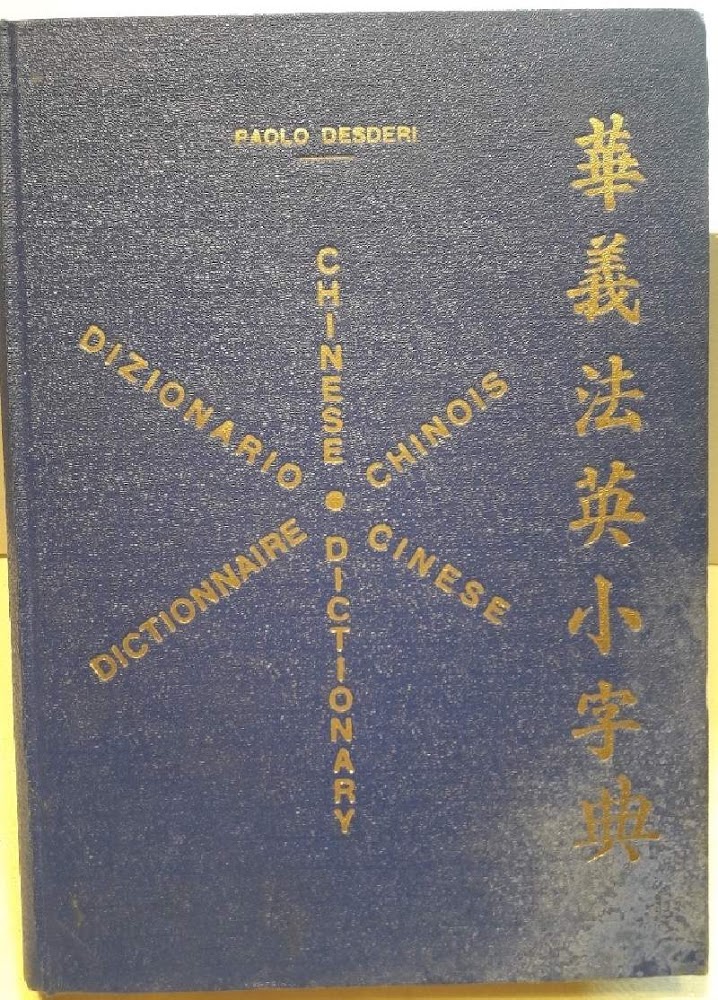 PAOLO DESDERI
CHINESE • DICTIONARY
DIZIONARIO CINESE
DICTIONNAIRE CHINOIS
華義法英小字典